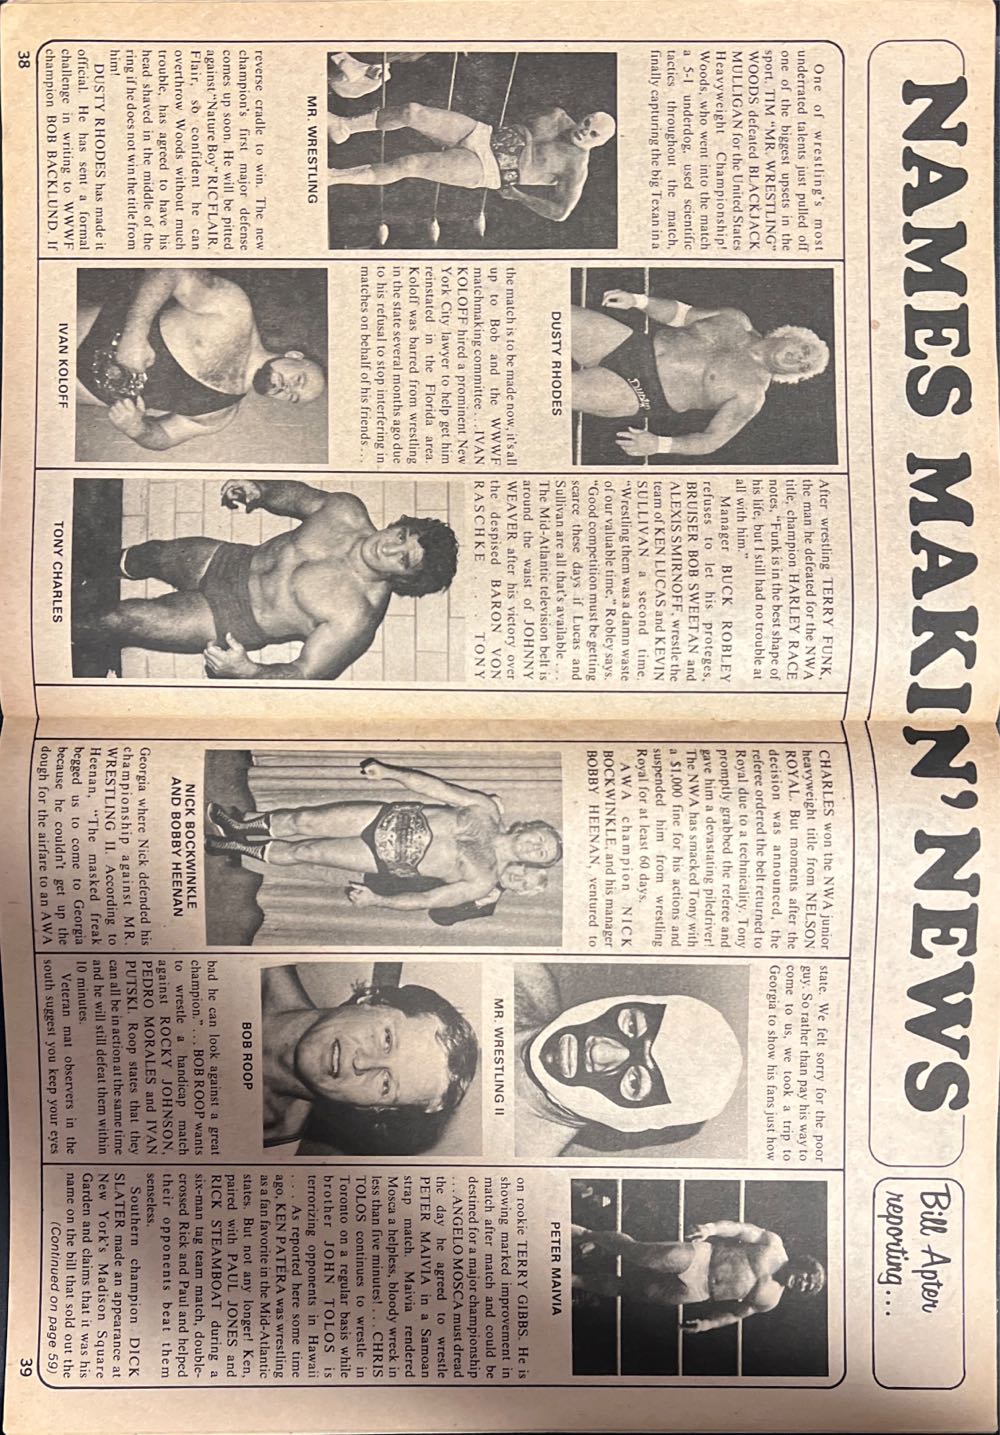 NAMES MAKIN' NEWS
Bill Apter
reporting...
One of wrestling's most
underrated talents just pulled off
one of the biggest upsets in the
sport. TIM "MR. WRESTLING"
WOODS defeated BLACKJACK
MULLIGAN for the United States
Heavyweight Championship!
Woods, who went into the match
a 5-1 underdog, used scientific
tactics throughout the match,
finally capturing the big Texan in a
MR. WRESTLING
reverse cradle to win. The new
champion's first major defense
comes up soon. He will be pitted
against "Nature Boy" RIC FLAIR.
Flair, so confident he can
overthrow Woods without much
trouble, has agreed to have his
head shaved in the middle of the
ring if he does not win the title from
him!
DUSTY RHODES has made it
official. He has sent a formal
challenge in writing to WWWF
champion BOB BACKLUND. If
DUSTY RHODES
the match is to be made now, it's all
up to Bob and the WWWF
matchmaking committee . . . IVAN
KOLOFF hired a prominent New
York City lawyer to help get him
reinstated in the Florida area.
Koloff was barred from wrestling
in the state several months ago due
to his refusal to stop interfering in
matches on behalf of his friends . . .
IVAN KOLOFF
After wrestling TERRY FUNK,
the man he defeated for the NWA
title, champion HARLEY RACE
notes, "Funk is in the best shape of
his life, but I still had no trouble at
all with him."
Manager BUCK ROBLEY
refuses to let his proteges,
BRUISER BOB SWEETAN and
ALEXIS SMIRNOFF, wrestle the
team of KEN LUCAS and KEVIN
SULLIVAN a second time.
"Wrestling them was a damn waste
of our valuable time," Robley says.
"Good competition must be getting
scarce these days if Lucas and
Sullivan are all that's available . . .
The Mid-Atlantic television belt is
around the waist of JOHNNY
WEAVER after his victory over
the despised BARON VON
RASCHKE . . . TONY
TONY CHARLES
CHARLES won the NWA junior
heavyweight title from NELSON
ROYAL. But moments after the
decision was announced, the
referee ordered the belt returned to
Royal due to a technicality. Tony
promptly grabbed the referee and
gave him a devastating piledriver!
The NWA has smacked Tony with
a $1,000 fine for his actions and
suspended him from wrestling
Royal for at least 60 days.
AWA champion NICK
BOCKWINKLE, and his manager
BOBBY HEENAN, ventured to
NICK BOCKWINKLE
AND BOBBY HEENAN
Georgia where Nick defended his
championship against MR.
WRESTLING II. According to
Heenan, "The masked freak
begged us to come to Georgia
because he couldn't get up the
dough for the airfare to an AWA
state. We felt sorry for the poor
guy. So rather than pay his way to
come to us, we took a trip to
Georgia to show his fans just how
MR. WRESTLING II
BOB ROOP
bad he can look against a great
champion." . . . BOB ROOP wants
to wrestle a handicap match
against ROCKY JOHNSON,
PEDRO MORALES and IVAN
PUTSKI. Roop states that they
can all be in action at the same time
and he will still defeat them within
10 minutes.
Veteran mat observers in the
south suggest you keep your eyes
PETER MAIVIA
on rookie TERRY GIBBS. He is
showing marked improvement in
match after match and could be
destined for a major championship
. . . ANGELO MOSCA must dread
the day he agreed to wrestle
PETER MAIVIA in a Samoan
strap match. Maivia rendered
Mosca a helpless, bloody wreck in
less than five minutes! . . . CHRIS
TOLOS continues to wrestle in
Toronto on a regular basis while
brother JOHN TOLOS is
terrorizing opponents in Hawaii
. . . As reported here some time
ago, KEN PATERA was wrestling
as a fan favorite in the Mid-Atlantic
states. But not any longer! Ken,
paired with PAUL JONES and
RICK STEAMBOAT during a
six-man tag team match, double-
crossed Rick and Paul and helped
their opponents beat them
senseless.
Southern champion DICK
SLATER made an appearance at
New York's Madison Square
Garden and claims that it was his
name on the bill that sold out the
(Continued on page 59)
38
39